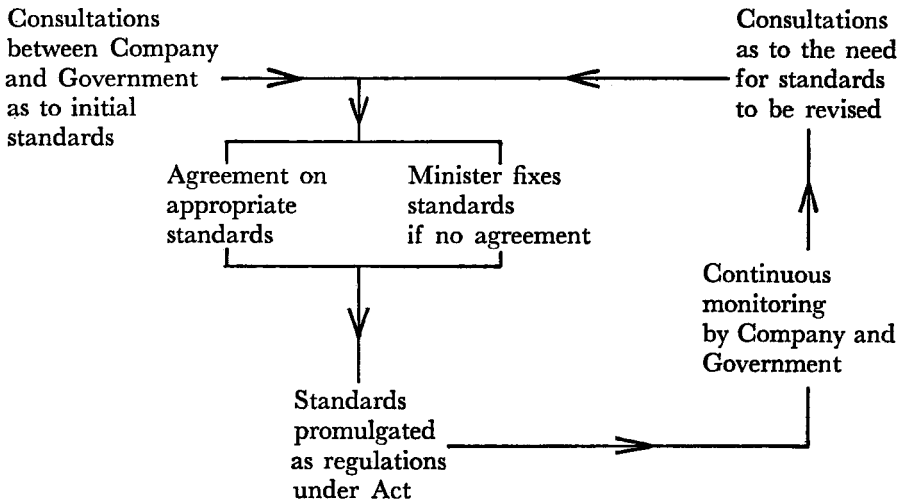 Consultations
between Company
and Government
as to initial
standards
Consultations
as to the need
for standards
to be revised
Agreement on
appropriate
standards
Minister fixes
standards
if no agreement
Continuous
monitoring
by Company and
Government
Standards
promulgated
as regulations
under Act